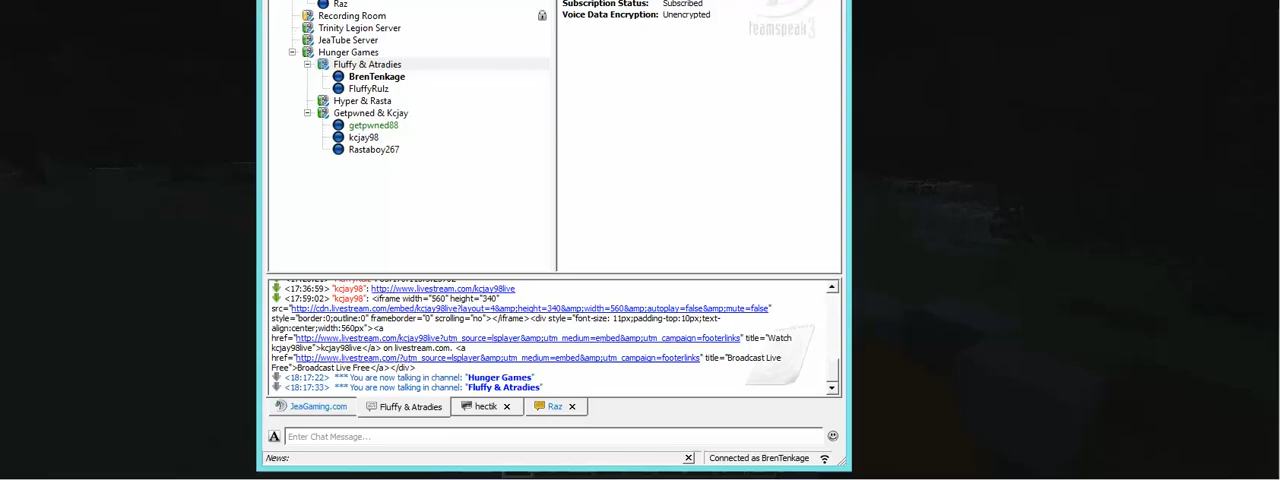 Raz
Subscription Status: Subscribed
Recording Room
Voice Data Encryption: Unencrypted
teamspeak 3
Trinity Legion Server
JeaTube Server
Hunger Games
Fluffy & Atradies
BrenTenkage
FluffyRulz
Hyper & Rasta
Getpwned & Kcjay
getpwned88
kcjay98
Rastaboy267
<17:36:59> "kcjay98": http://www.livestream.com/kcjay98live
<17:59:02> "kcjay98": <iframe width="560" height="340"
src="http://cdn.livestream.com/embed/kcjay98live?layout=4&amp;height=340&amp;width=560&amp;autoplay=false&amp;mute=false"
style="border:0;outline:0" frameborder="0" scrolling="no"></iframe><div style="font-size: 11px;padding-top:10px;text-
align:center;width:560px"><a
href="http://www.livestream.com/kcjay98live?utm_source=lsplayer&amp;utm_medium=embed&amp;utm_campaign=footerlinks" title="Watch
kcjay98live">kcjay98live</a> on livestream.com. <a
href="http://www.livestream.com/?utm_source=lsplayer&amp;utm_medium=embed&amp;utm_campaign=footerlinks" title="Broadcast Live
Free">Broadcast Live Free</a></div>
<18:17:22> *** You are now talking in channel: "Hunger Games"
<18:17:33> *** You are now talking in channel: "Fluffy & Atradies"
JeaGaming.com
Fluffy & Atradies
hectik
Raz
A
Enter Chat Message...
News:
Connected as BrenTenkage